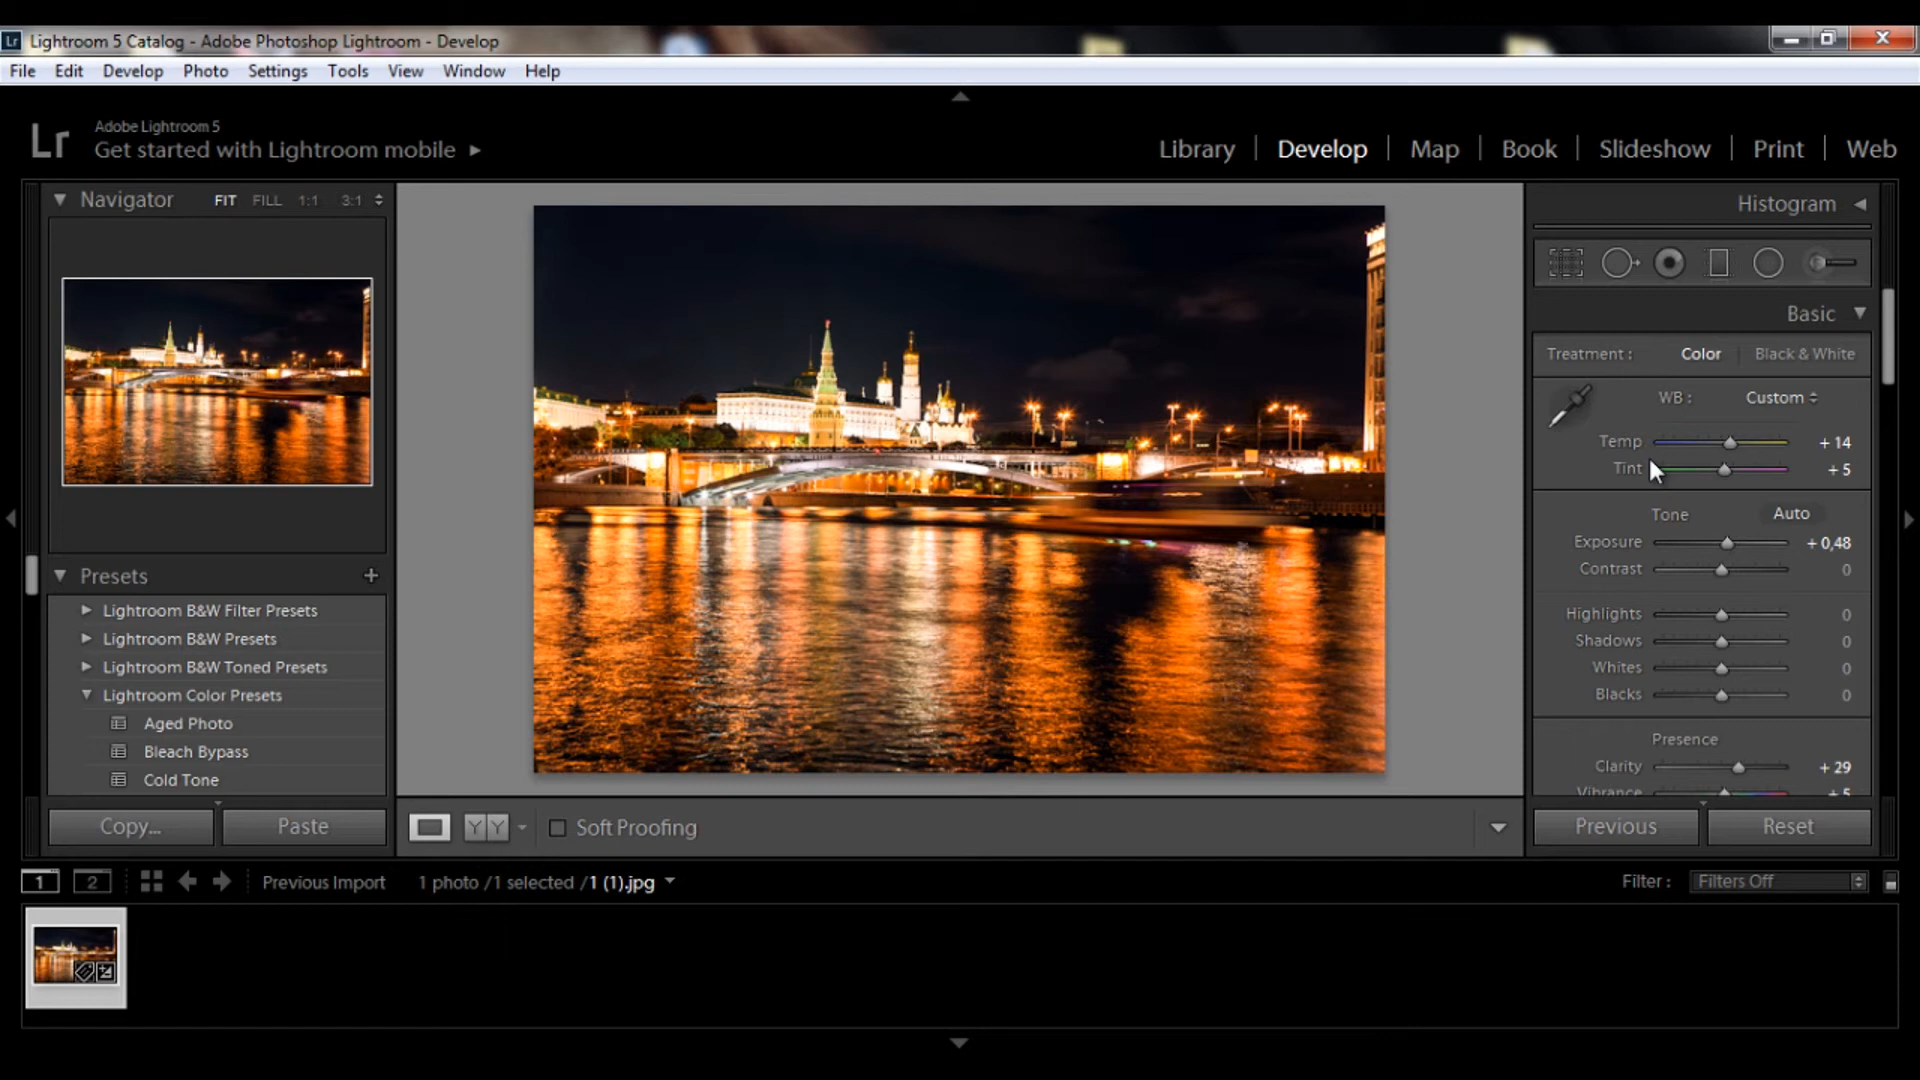 Lr Lightroom 5 Catalog - Adobe Photoshop Lightroom - Develop
File Edit Develop Photo Settings Tools View Window Help
Lr Adobe Lightroom 5
Get started with Lightroom mobile
Library Develop Map Book Slideshow Print Web
Navigator FIT FILL 1:1 3:1
Presets +
Lightroom B&W Filter Presets
Lightroom B&W Presets
Lightroom B&W Toned Presets
Lightroom Color Presets
Aged Photo
Bleach Bypass
Cold Tone
Copy... Paste
YY Soft Proofing
Histogram
Basic
Treatment : Color Black & White
WB : Custom
Temp + 14
Tint + 5
Tone Auto
Exposure + 0,48
Contrast 0
Highlights 0
Shadows 0
Whites 0
Blacks 0
Presence
Clarity + 29
Vibrance + 5
Previous Reset
1 2 Previous Import 1 photo /1 selected /1 (1).jpg Filter : Filters Off